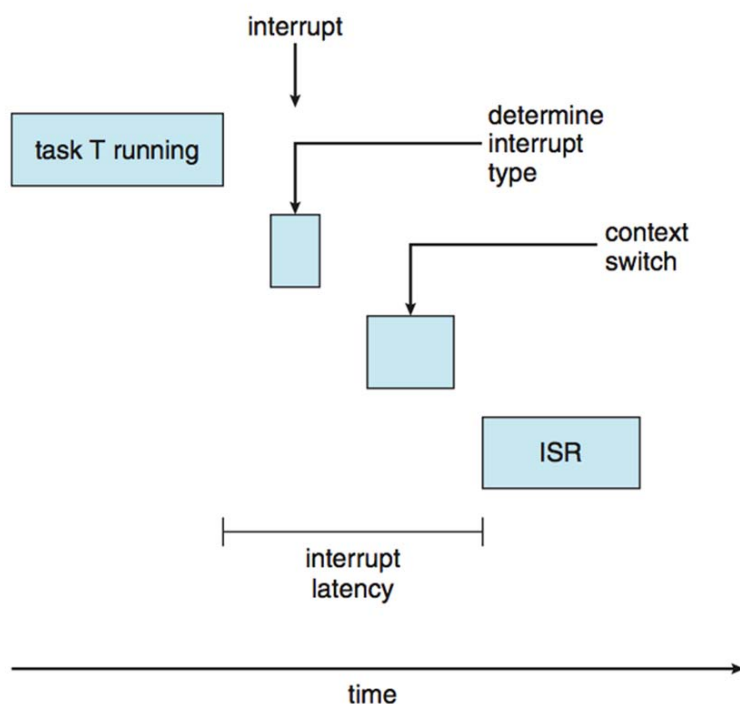 interrupt
task T running
determine
interrupt
type
context
switch
ISR
interrupt
latency
time